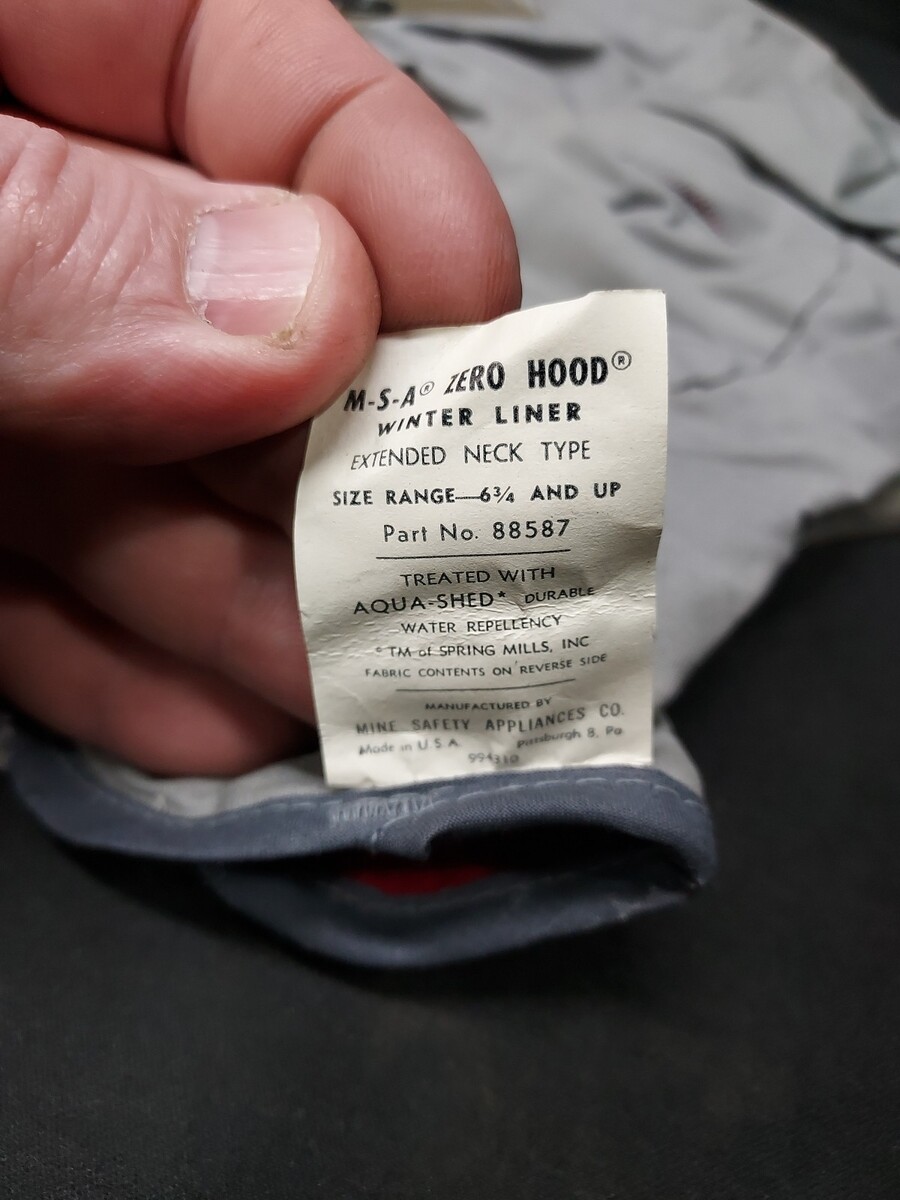 M-S-A® ZERO HOOD®
WINTER LINER
EXTENDED NECK TYPE
SIZE RANGE—6¾ AND UP
Part No. 88587
TREATED WITH
AQUA-SHED* DURABLE
WATER REPELLENCY
*TM of SPRING MILLS, INC
FABRIC CONTENTS ON REVERSE SIDE
MANUFACTURED BY
MINE SAFETY APPLIANCES CO.
Made in U.S.A. Pittsburgh 8, Pa.
994310